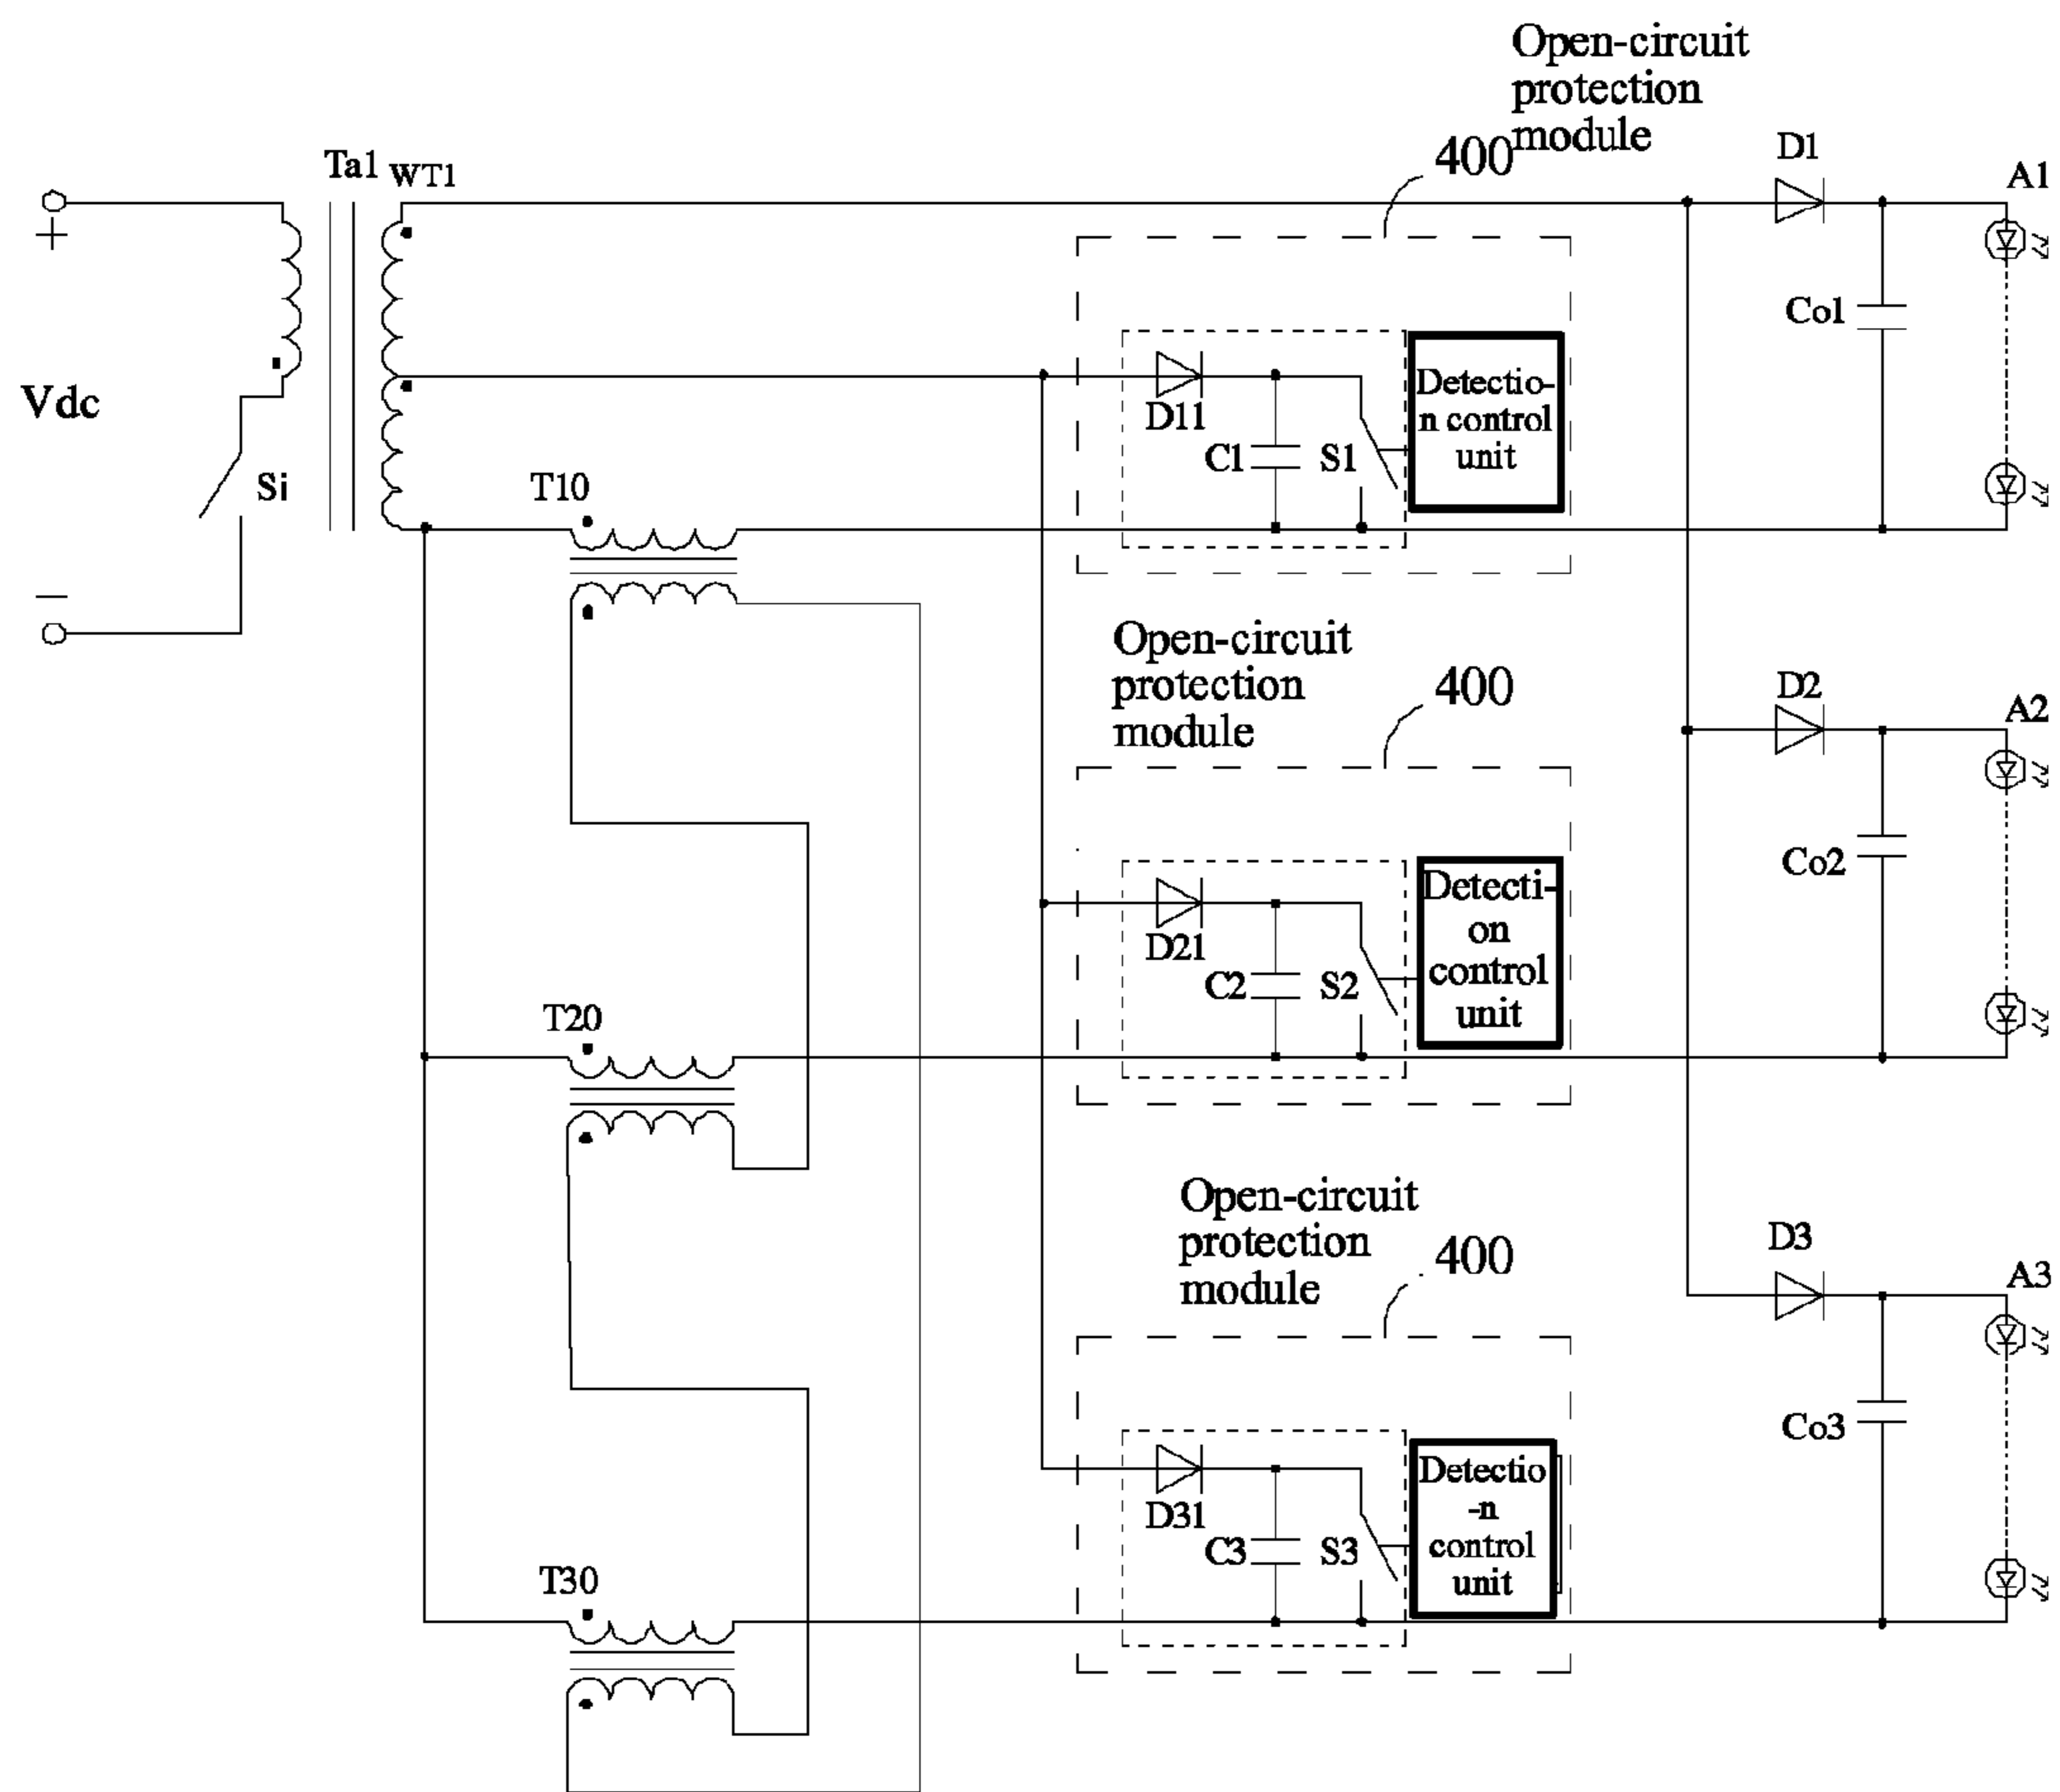 Open-circuit
protection
module
400
D1
A1
Ta1
WT1
+
Vdc
Si
−
D11
C1
S1
Detectio-
n control
unit
Co1
T10
Open-circuit
protection
module
400
D2
A2
D21
C2
S2
Detecti-
on
control
unit
Co2
T20
Open-circuit
protection
module
400
D3
A3
D31
C3
S3
Detectio
-n
control
unit
Co3
T30